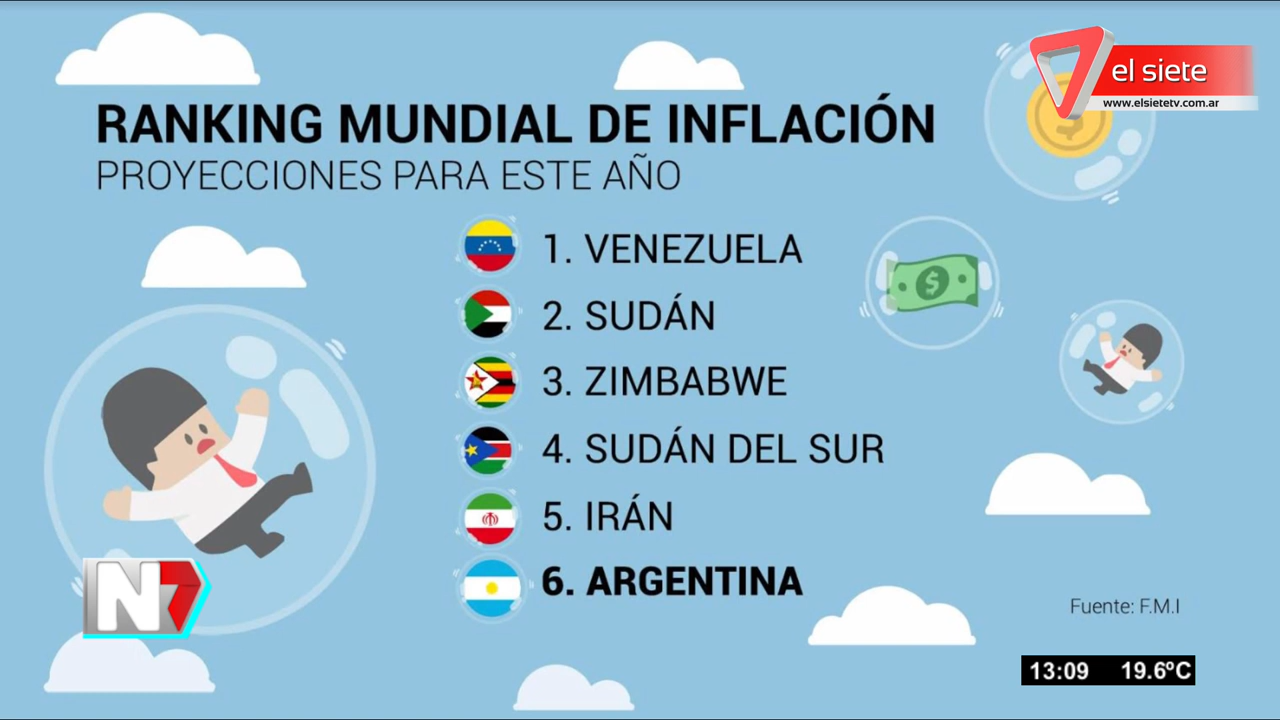 el siete
www.elsietetv.com.ar
RANKING MUNDIAL DE INFLACIÓN
PROYECCIONES PARA ESTE AÑO
1. VENEZUELA
2. SUDÁN
3. ZIMBABWE
4. SUDÁN DEL SUR
5. IRÁN
6. ARGENTINA
Fuente: F.M.I
N7
13:09 19.6ºC